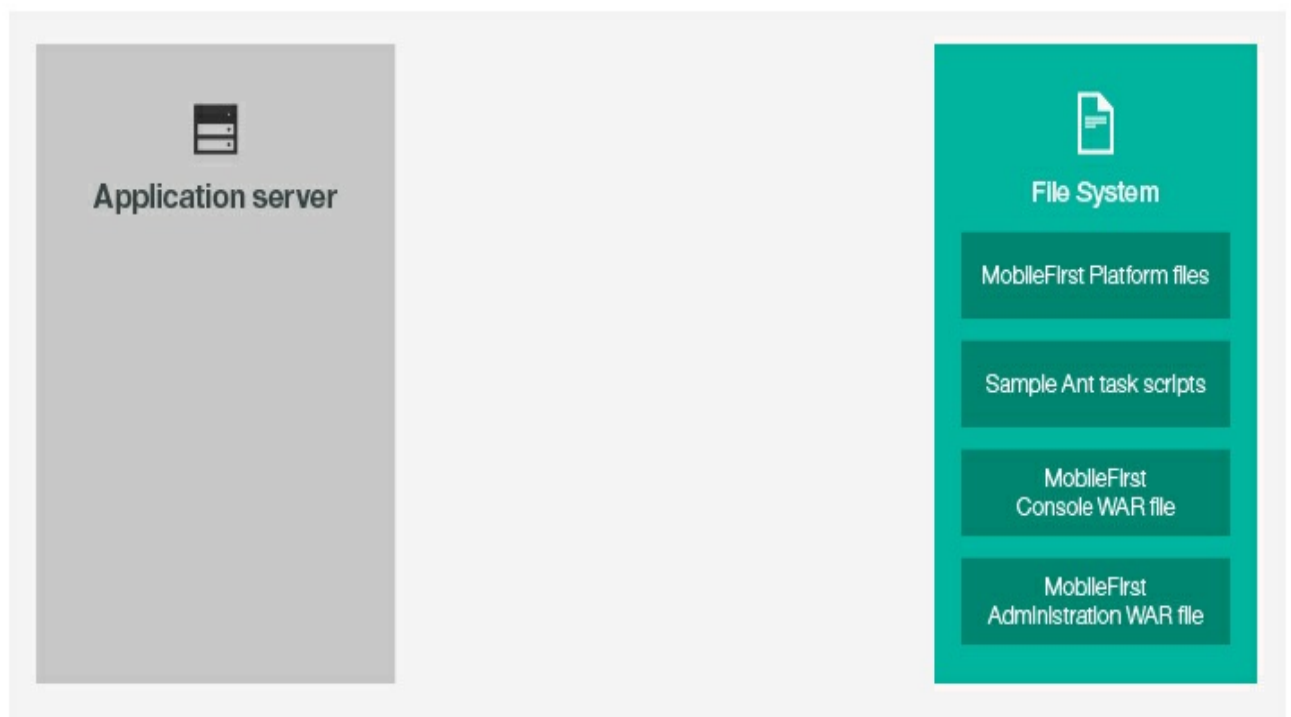 Application server
File System
MobileFirst Platform files
Sample Ant task scripts
MobileFirst
Console WAR file
MobileFirst
Administration WAR file